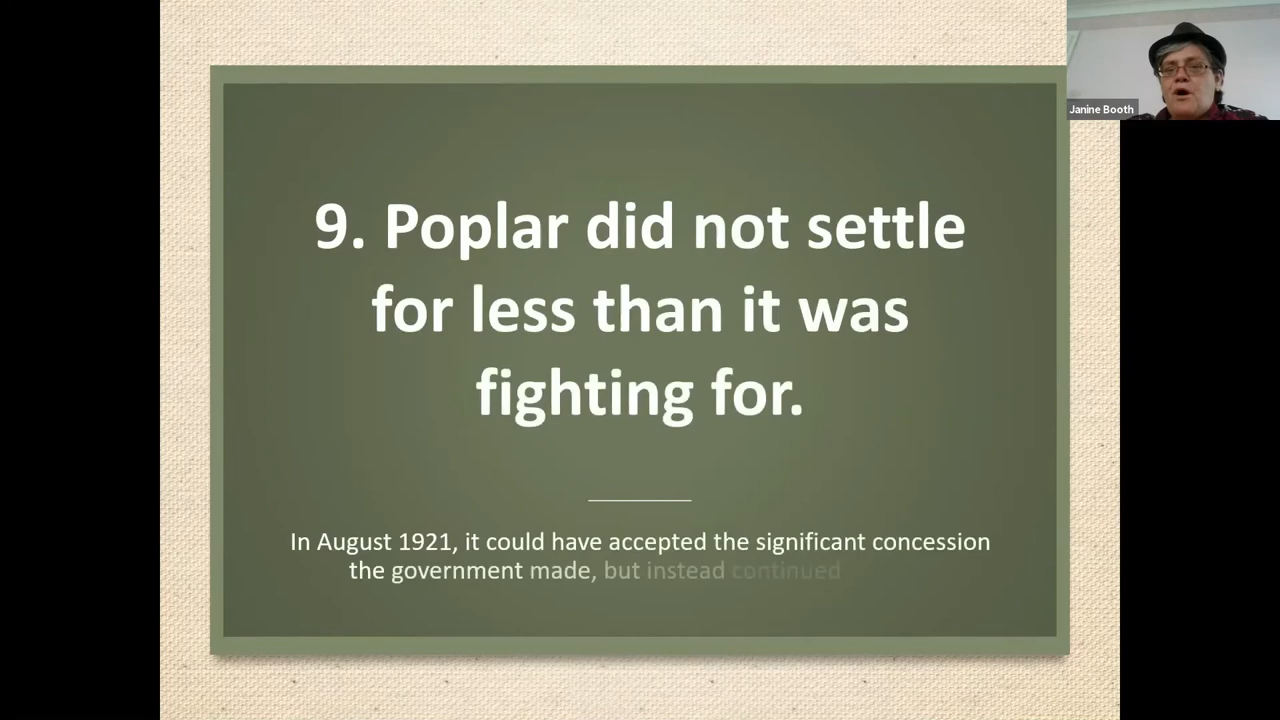 Janine Booth
9. Poplar did not settle
for less than it was
fighting for.
In August 1921, it could have accepted the significant concession
the government made, but instead continued